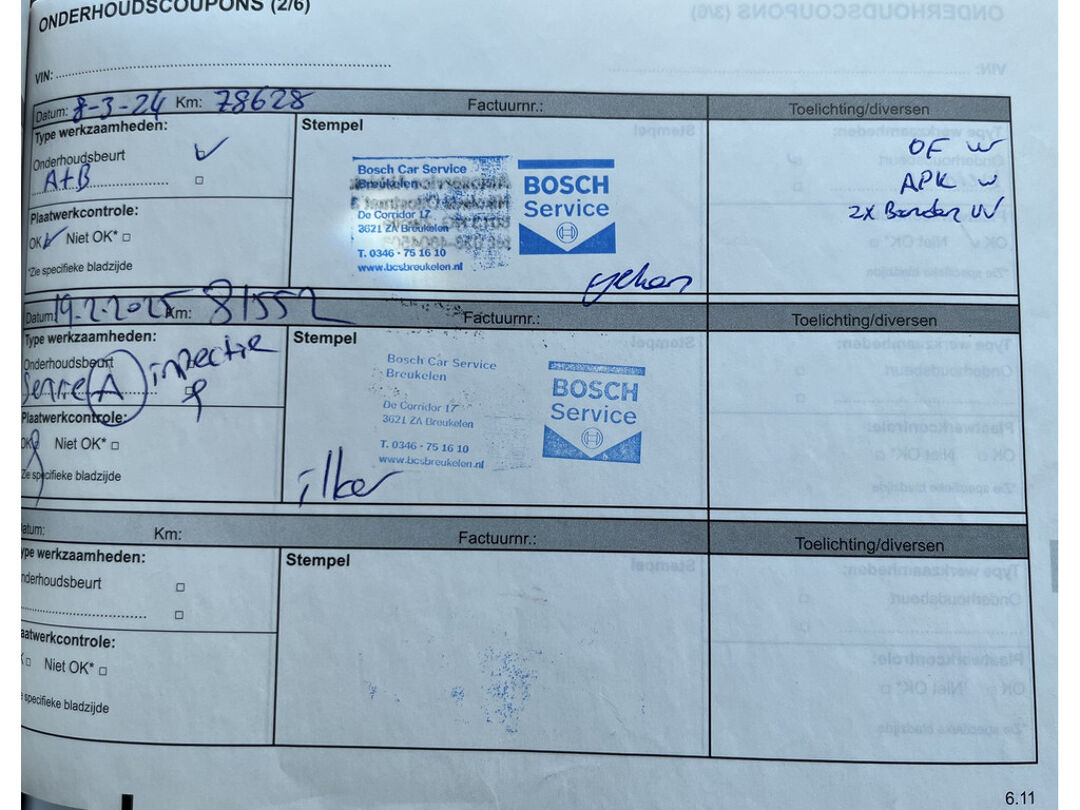 ONDERHOUDSCOUPONS (2/6)
VIN:
Datum: 8-3-24 Km: 78628 Factuurnr.: Toelichting/diversen
Type werkzaamheden:
Onderhoudsbeurt
A+B
Plaatwerkcontrole:
OK Niet OK*
*Zie specifieke bladzijde
Stempel
Bosch Car Service
Breukelen
De Corridor 17
3621 ZA Breukelen
T. 0346 - 75 16 10
www.bcsbreukelen.nl
BOSCH
Service
OF W
APK W
2X Banden W
Datum: 19-2-2025 Km: 81552 Factuurnr.: Toelichting/diversen
Type werkzaamheden:
Onderhoudsbeurt
A inspectie
Plaatwerkcontrole:
OK Niet OK*
Zie specifieke bladzijde
Stempel
Bosch Car Service
Breukelen
De Corridor 17
3621 ZA Breukelen
T. 0346 - 75 16 10
www.bcsbreukelen.nl
BOSCH
Service
ilker
atum: Km: Factuurnr.: Toelichting/diversen
ype werkzaamheden:
nderhoudsbeurt
aatwerkcontrole:
K Niet OK*
e specifieke bladzijde
Stempel
6.11